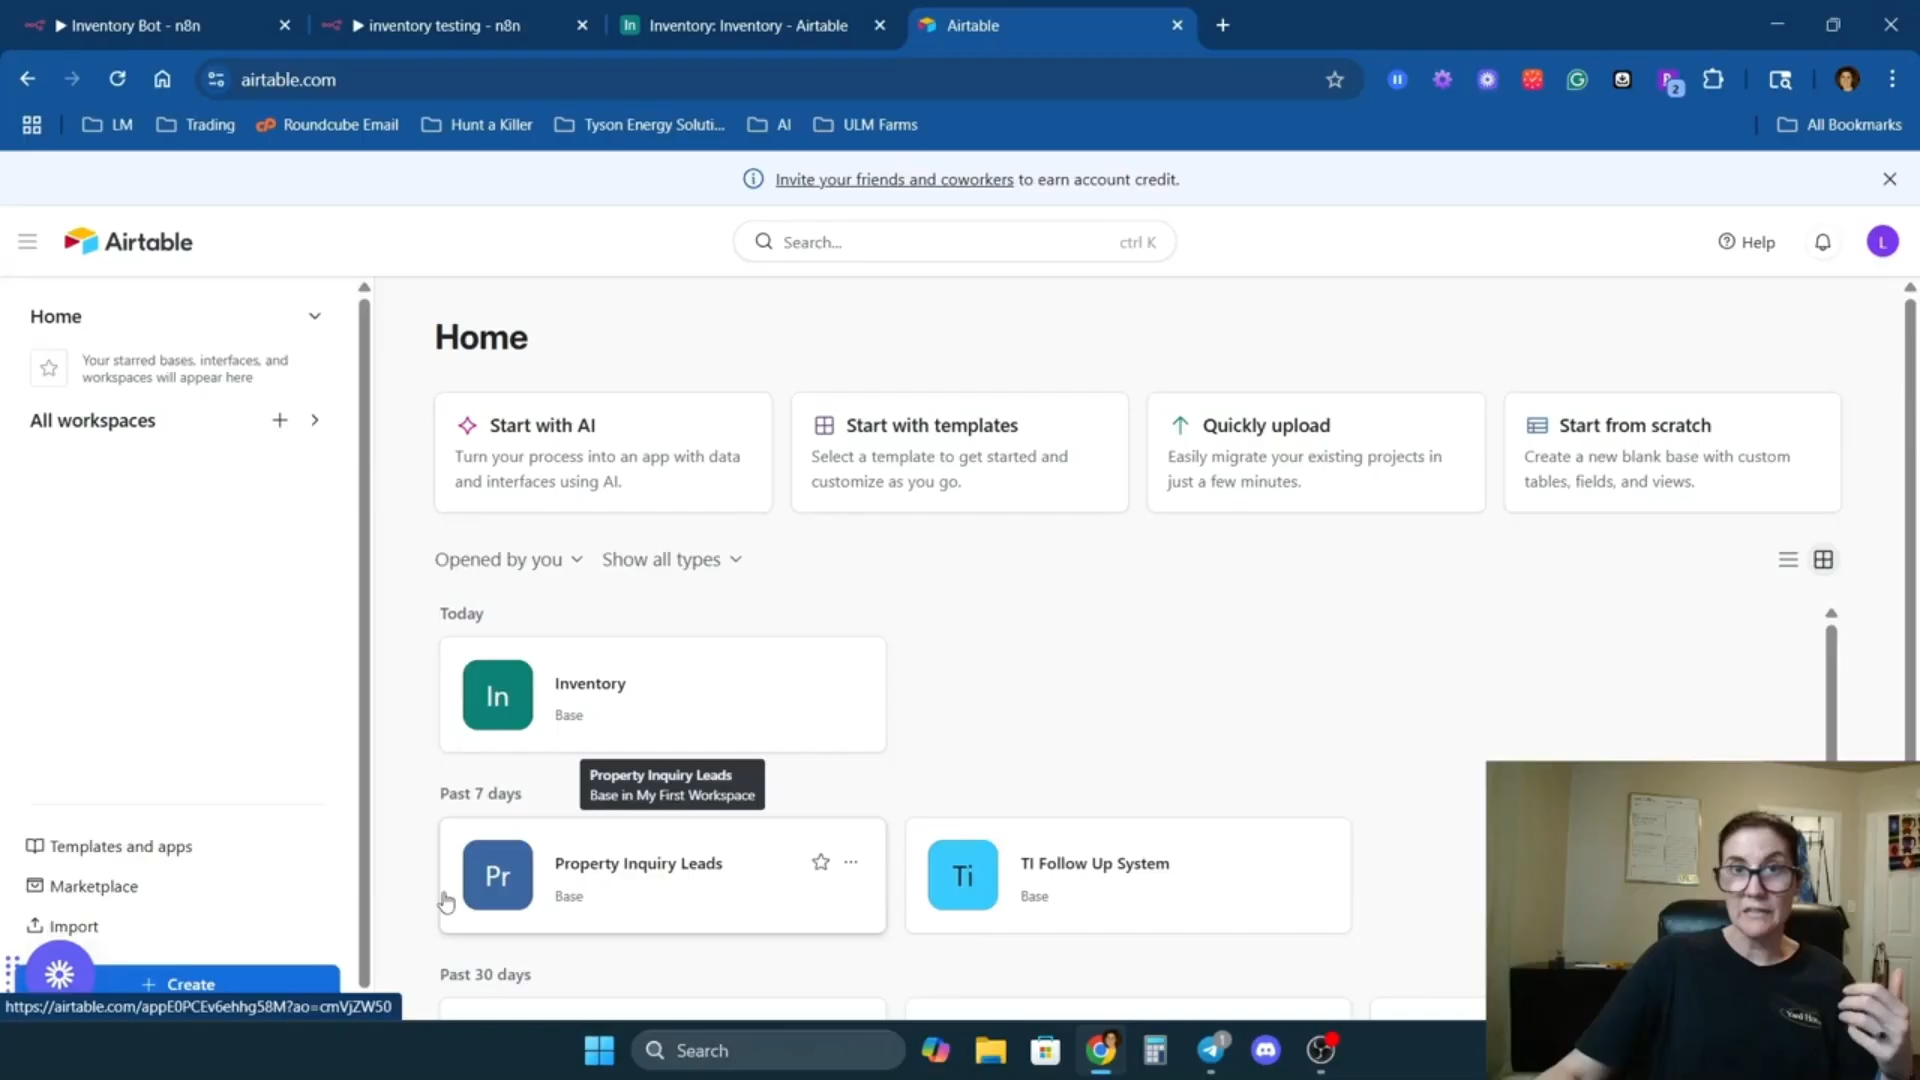 Inventory Bot - n8n
inventory testing - n8n
In
Inventory: Inventory - Airtable
Airtable
airtable.com
2
LM
Trading
Roundcube Email
Hunt a Killer
Tyson Energy Soluti...
AI
ULM Farms
All Bookmarks
Invite your friends and coworkers to earn account credit.
Airtable
Search...
ctrl K
Help
L
Home
Your starred bases, interfaces, and
workspaces will appear here
All workspaces
Home
Start with AI
Turn your process into an app with data
and interfaces using AI.
Start with templates
Select a template to get started and
customize as you go.
Quickly upload
Easily migrate your existing projects in
just a few minutes.
Start from scratch
Create a new blank base with custom
tables, fields, and views.
Opened by you
Show all types
Today
In
Inventory
Base
Property Inquiry Leads
Base in My First Workspace
Past 7 days
Pr
Property Inquiry Leads
Base
Ti
TI Follow Up System
Base
Past 30 days
Templates and apps
Marketplace
Import
+ Create
https://airtable.com/appE0PCEv6ehhg58M?ao=cmVjZW50
Search
1